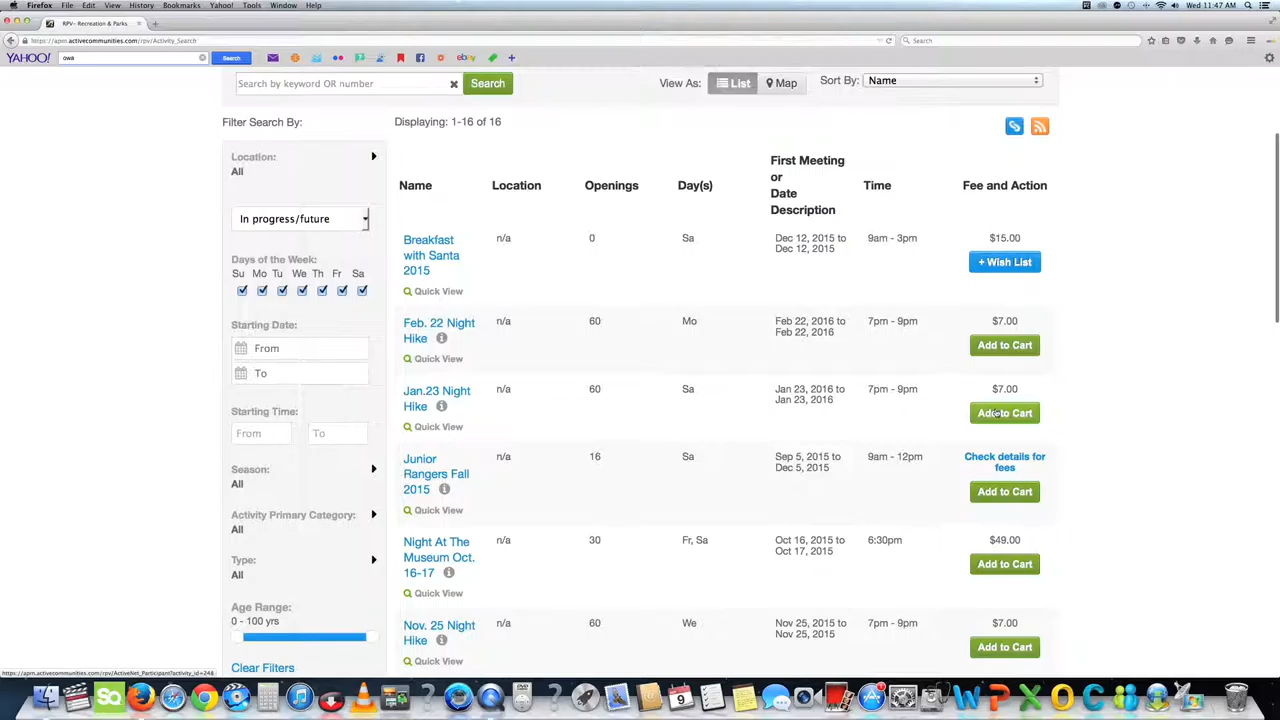 Firefox File Edit View History Bookmarks Yahoo! Tools Window Help
Wed 11:47 AM
RPV- Recreation & Parks
https://apm.activecommunities.com/rpv/Activity_Search
Search
YAHOO!
owa
Search
Search by keyword OR number
Search
View As: List Map
Sort By: Name
Filter Search By:
Displaying: 1-16 of 16
Location:
All
In progress/future
Days of the Week:
Su Mo Tu We Th Fr Sa
Starting Date:
From
To
Starting Time:
From To
Season:
All
Activity Primary Category:
All
Type:
All
Age Range:
0 - 100 yrs
Clear Filters
Name Location Openings Day(s) First Meeting or Date Description Time Fee and Action
Breakfast with Santa 2015
Quick View
n/a 0 Sa Dec 12, 2015 to Dec 12, 2015 9am - 3pm $15.00
+ Wish List
Feb. 22 Night Hike
Quick View
n/a 60 Mo Feb 22, 2016 to Feb 22, 2016 7pm - 9pm $7.00
Add to Cart
Jan.23 Night Hike
Quick View
n/a 60 Sa Jan 23, 2016 to Jan 23, 2016 7pm - 9pm $7.00
Add to Cart
Junior Rangers Fall 2015
Quick View
n/a 16 Sa Sep 5, 2015 to Dec 5, 2015 9am - 12pm Check details for fees
Add to Cart
Night At The Museum Oct. 16-17
Quick View
n/a 30 Fr, Sa Oct 16, 2015 to Oct 17, 2015 6:30pm $49.00
Add to Cart
Nov. 25 Night Hike
Quick View
n/a 60 We Nov 25, 2015 to Nov 25, 2015 7pm - 9pm $7.00
Add to Cart